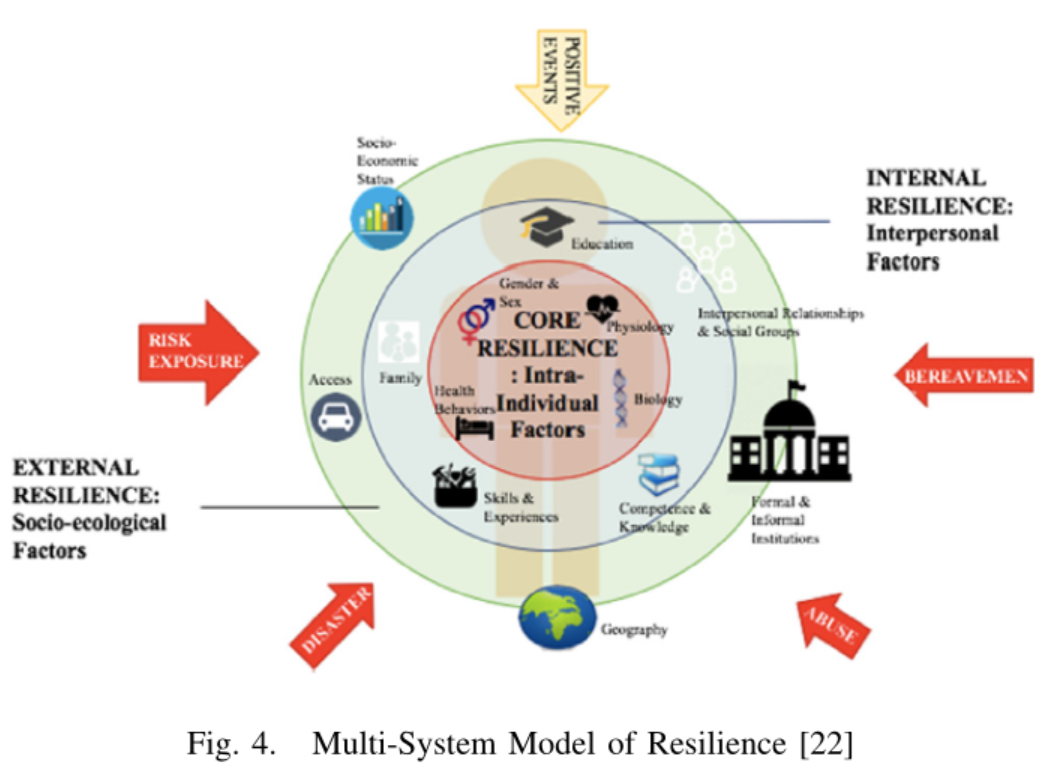 POSITIVE
EVENTS
Socio-
Economic
Status
INTERNAL
RESILIENCE:
Interpersonal
Factors
Education
Gender &
Sex
Physiology
Interpersonal Relationships
& Social Groups
CORE
RESILIENCE
: Intra-
Individual
Factors
RISK
EXPOSURE
Access
Family
Health
Behaviors
Biology
BEREAVEMEN
EXTERNAL
RESILIENCE:
Socio-ecological
Factors
Skills &
Experiences
Competence &
Knowledge
Formal &
Informal
Institutions
DISASTER
ABUSE
Geography
Fig. 4. Multi-System Model of Resilience [22]